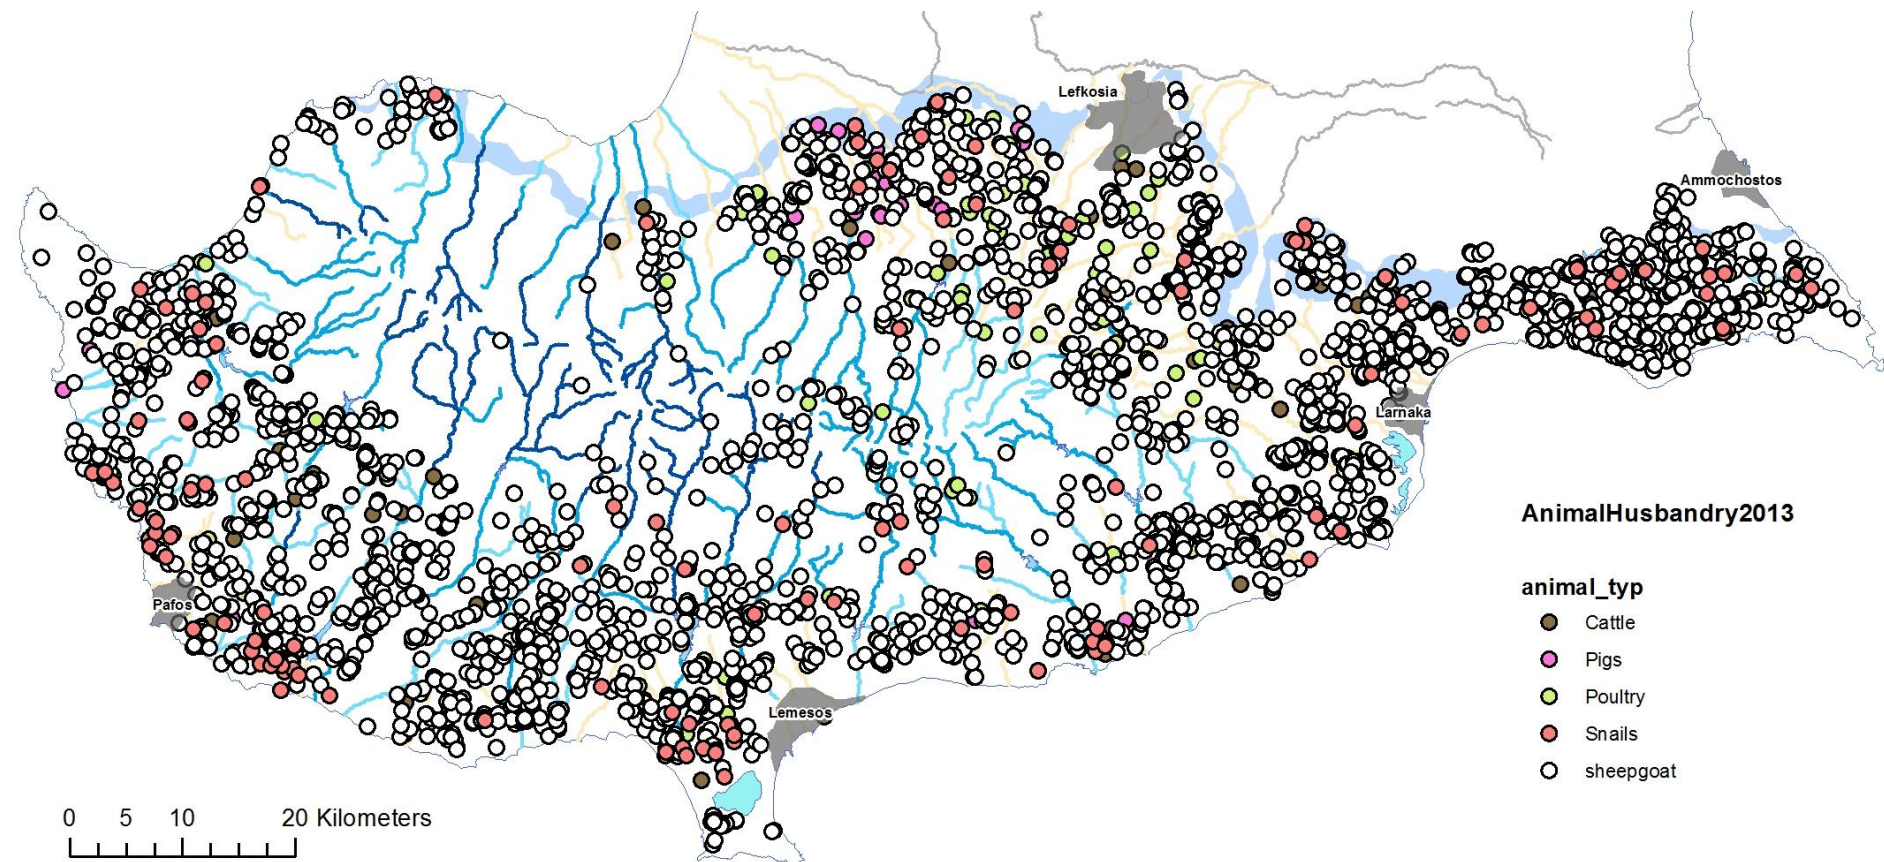 Lefkosia
Ammochostos
Larnaka
AnimalHusbandry2013
animal_typ
Pafos
Cattle
Pigs
Poultry
Lemesos
Snails
sheepgoat
0 5 10 20 Kilometers